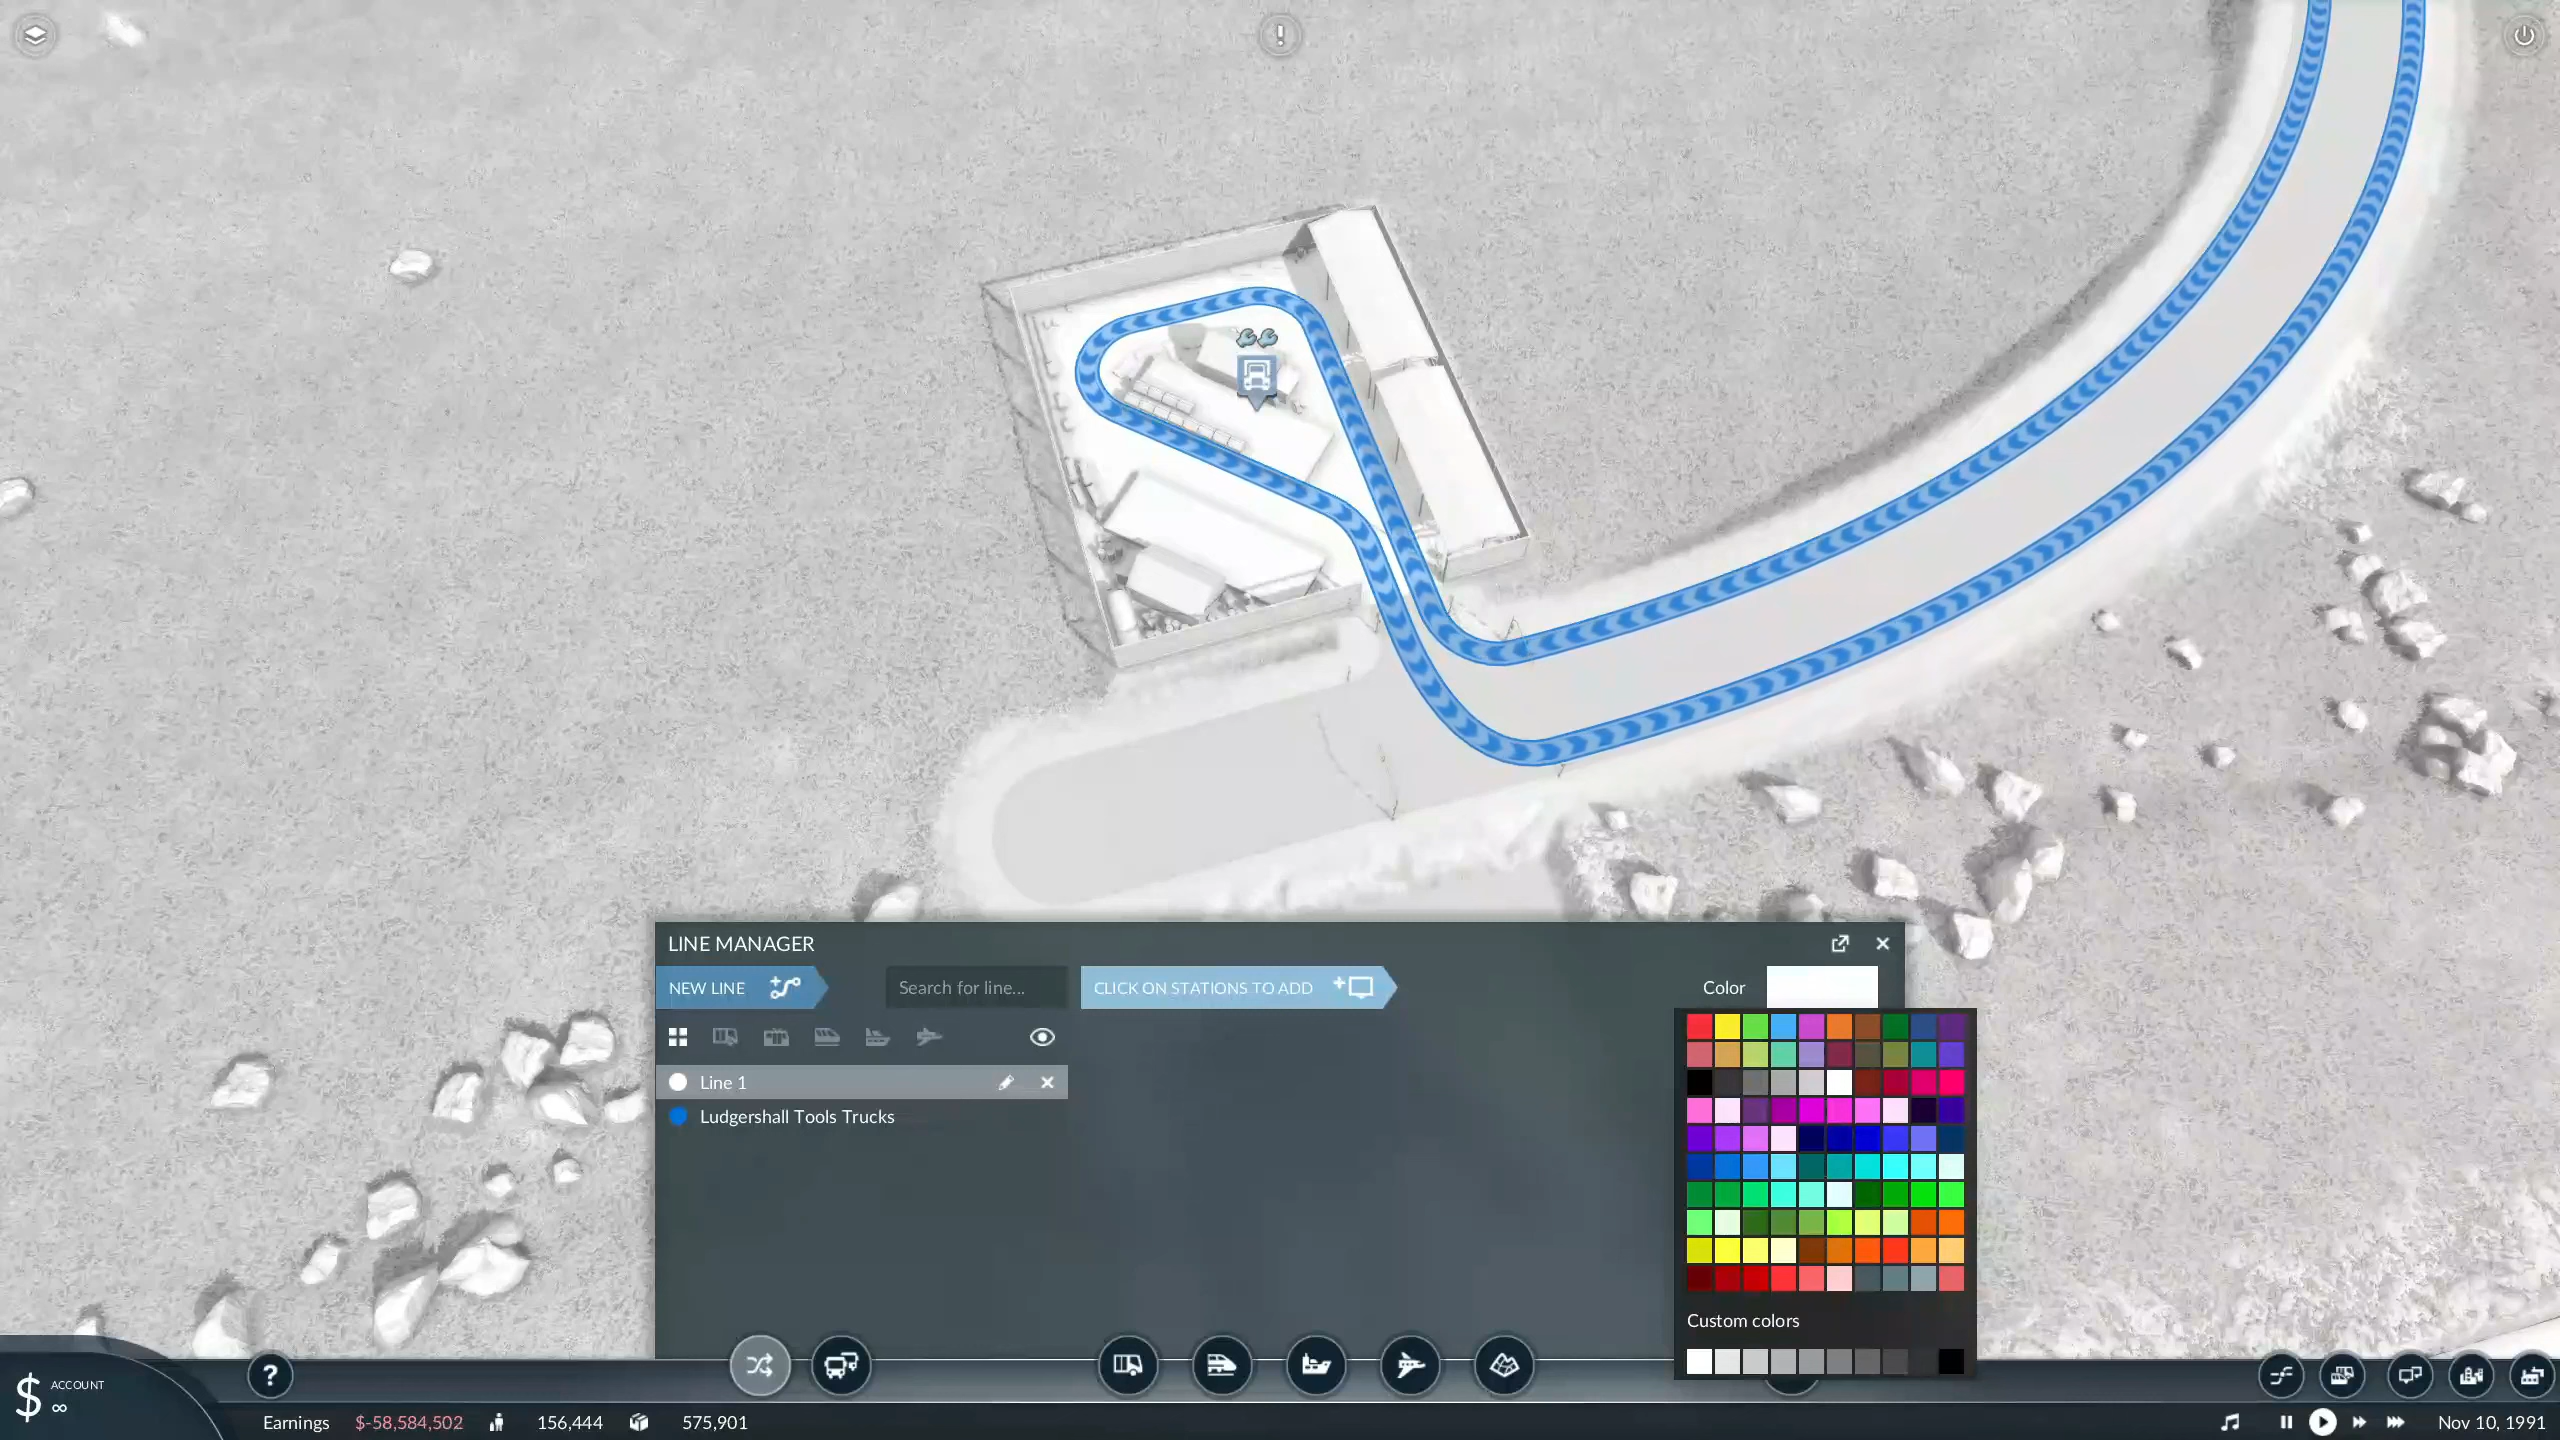 LINE MANAGER
NEW LINE
Search for line...
CLICK ON STATIONS TO ADD
Color
Line 1
Ludgershall Tools Trucks
Custom colors
?
$ ACCOUNT
∞
Earnings $-58,584,502 156,444 575,901
Nov 10, 1991